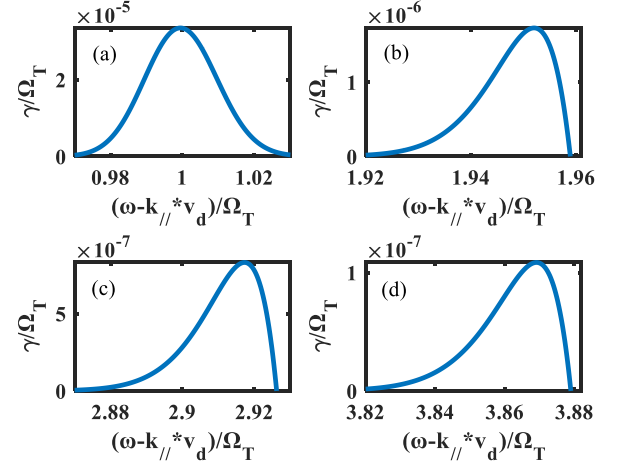 ×10⁻⁵ ×10⁻⁶
(a) (b)
γ/Ω_T γ/Ω_T
2 1
0 0
0.98 1 1.02 1.92 1.94 1.96
(ω-k_//*v_d)/Ω_T (ω-k_//*v_d)/Ω_T
×10⁻⁷ ×10⁻⁷
(c) (d)
γ/Ω_T γ/Ω_T
5 1
0 0
2.88 2.9 2.92 3.82 3.84 3.86 3.88
(ω-k_//*v_d)/Ω_T (ω-k_//*v_d)/Ω_T